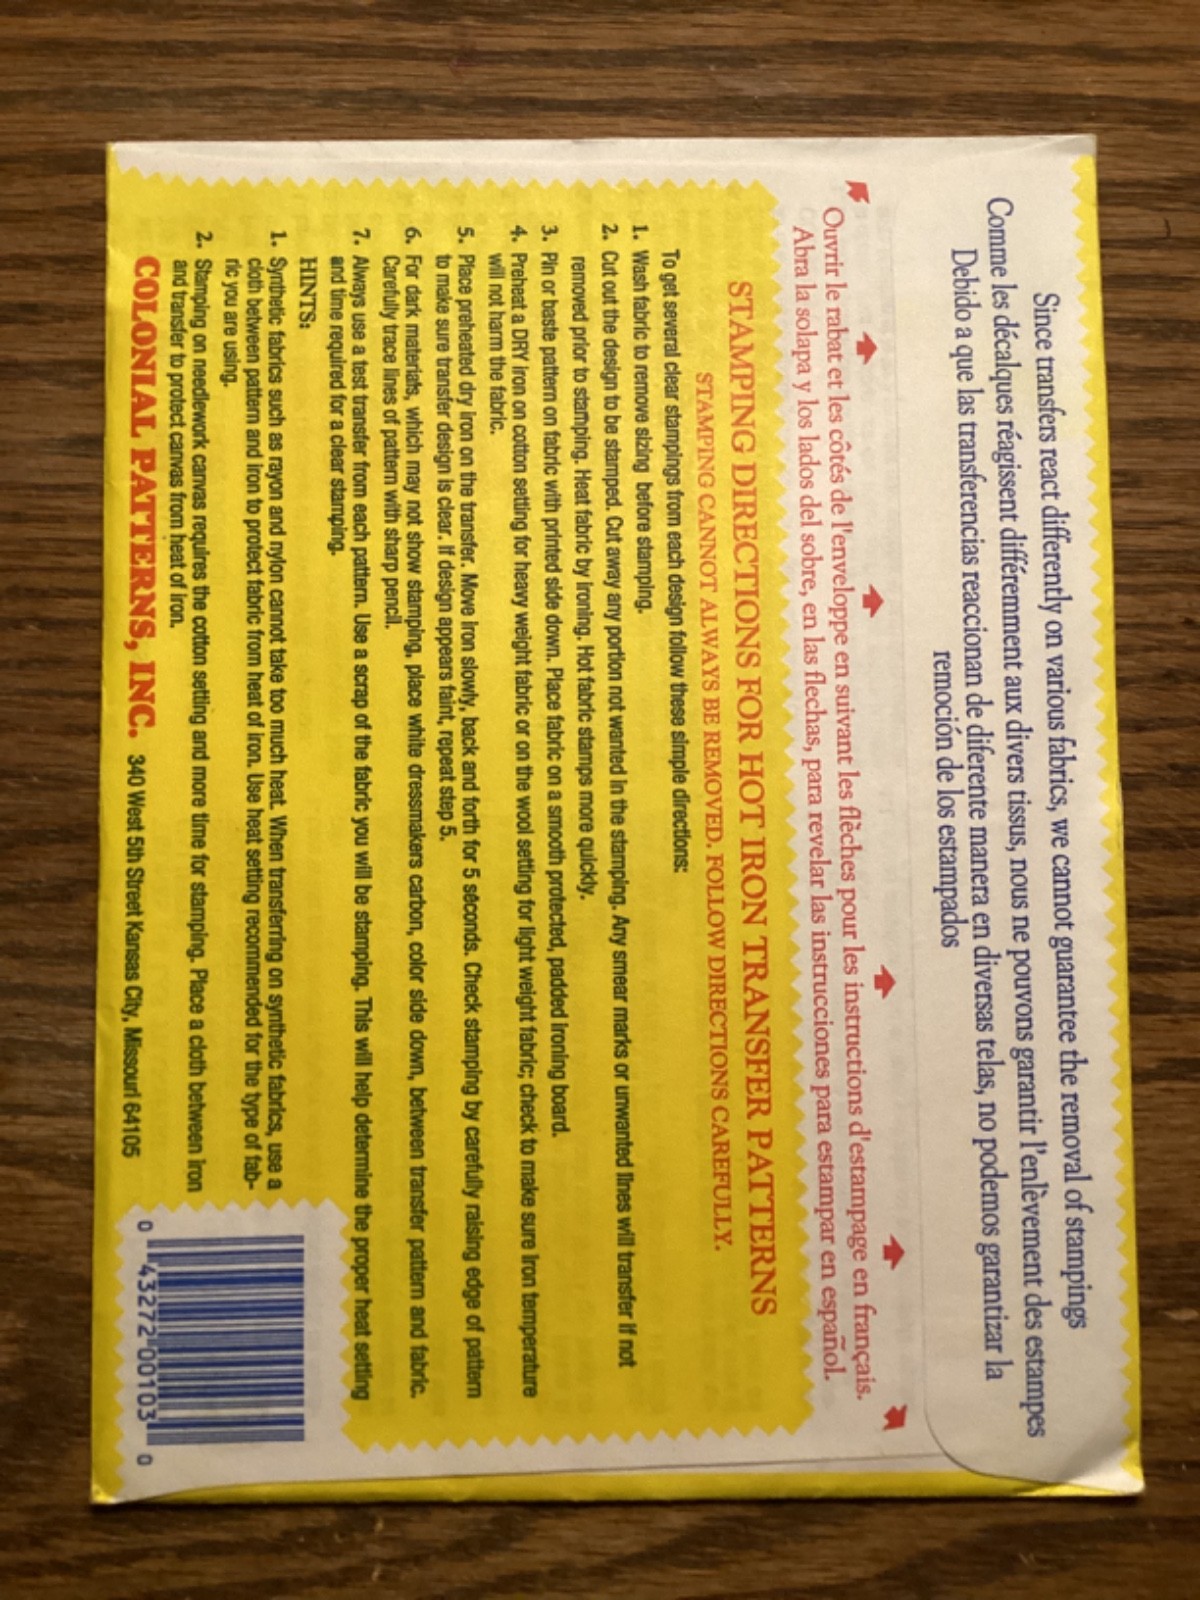 Since transfers react differently on various fabrics, we cannot guarantee the removal of stampings
Comme les décalques réagissent différemment aux divers tissus, nous ne pouvons garantir l'enlèvement des estampes
Debido a que las transferencias reaccionan de diferente manera en diversas telas, no podemos garantizar la
remoción de los estampados
Ouvrir le rabat et les côtés de l'enveloppe en suivant les flèches pour les instructions d'estampage en français.
Abra la solapa y los lados del sobre, en las flechas, para revelar las instrucciones para estampar en español.
STAMPING DIRECTIONS FOR HOT IRON TRANSFER PATTERNS
STAMPING CANNOT ALWAYS BE REMOVED. FOLLOW DIRECTIONS CAREFULLY.
To get several clear stampings from each design follow these simple directions:
1. Wash fabric to remove sizing before stamping.
2. Cut out the design to be stamped. Cut away any portion not wanted in the stamping. Any smear marks or unwanted lines will transfer if not
removed prior to stamping. Heat fabric by ironing. Hot fabric stamps more quickly.
3. Pin or baste pattern on fabric with printed side down. Place fabric on a smooth protected, padded ironing board.
4. Preheat a DRY iron on cotton setting for heavy weight fabric or on the wool setting for light weight fabric; check to make sure iron temperature
will not harm the fabric.
5. Place preheated dry iron on the transfer. Move iron slowly, back and forth for 5 seconds. Check stamping by carefully raising edge of pattern
to make sure transfer design is clear. If design appears faint, repeat step 5.
6. For dark materials, which may not show stamping, place white dressmakers carbon, color side down, between transfer pattern and fabric.
Carefully trace lines of pattern with sharp pencil.
7. Always use a test transfer from each pattern. Use a scrap of the fabric you will be stamping. This will help determine the proper heat setting
and time required for a clear stamping.
HINTS:
1. Synthetic fabrics such as rayon and nylon cannot take too much heat. When transferring on synthetic fabrics, use a
cloth between pattern and iron to protect fabric from heat of iron. Use heat setting recommended for the type of fab-
ric you are using.
2. Stamping on needlework canvas requires the cotton setting and more time for stamping. Place a cloth between iron
and transfer to protect canvas from heat of iron.
COLONIAL PATTERNS, INC. 340 West 5th Street Kansas City, Missouri 64105
0 43272 00103 0